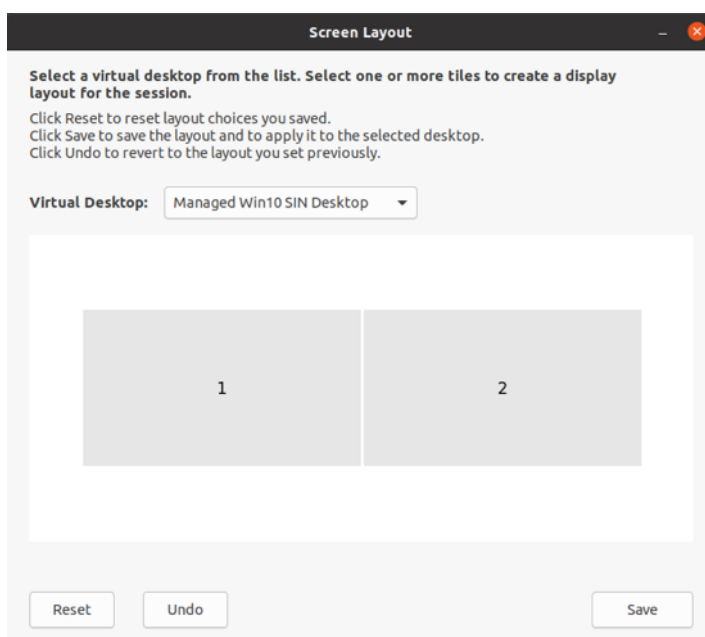 Screen Layout
Select a virtual desktop from the list. Select one or more tiles to create a display
layout for the session.
Click Reset to reset layout choices you saved.
Click Save to save the layout and to apply it to the selected desktop.
Click Undo to revert to the layout you set previously.
Virtual Desktop: Managed Win10 SIN Desktop
1 2
Reset Undo Save